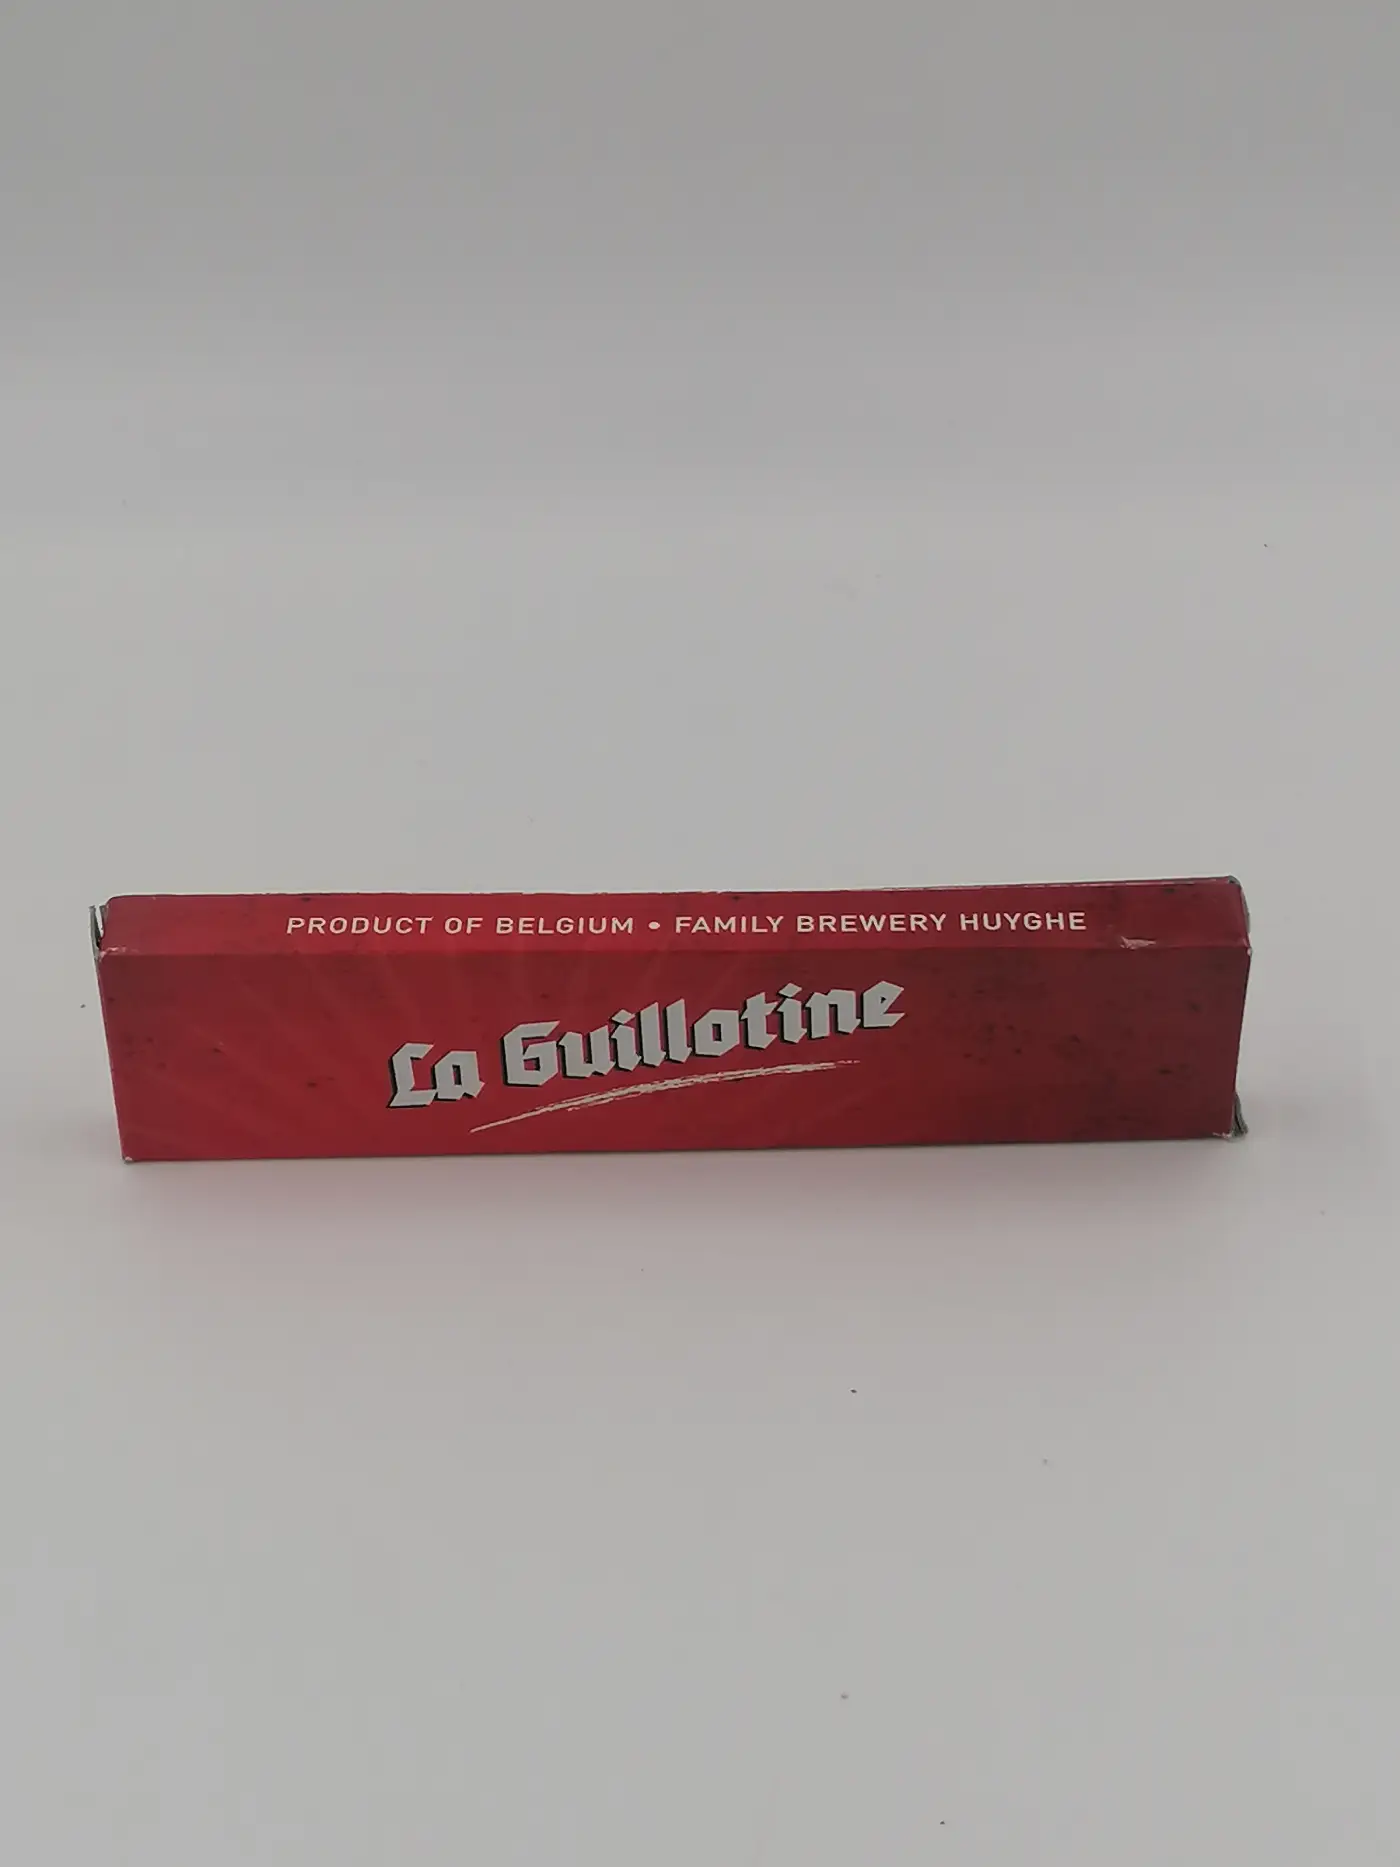 PRODUCT OF BELGIUM • FAMILY BREWERY HUYGHE
La Guillotine